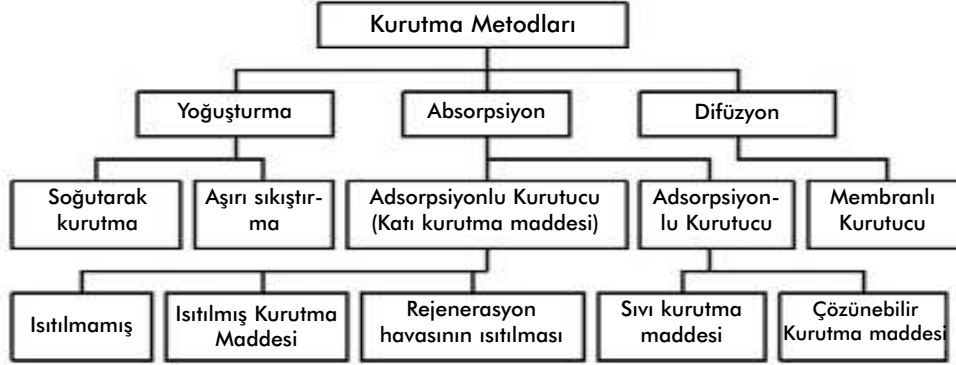 Kurutma Metodları
Yoğuşturma
Absorpsiyon
Difüzyon
Soğutarak
kurutma
Aşırı sıkıştır-
ma
Adsorpsiyonlu Kurutucu
(Katı kurutma maddesi)
Adsorpsiyon-
lu Kurutucu
Membranlı
Kurutucu
Isıtılmamış
Isıtılmış Kurutma
Maddesi
Rejenerasyon
havasının ısıtılması
Sıvı kurutma
maddesi
Çözünebilir
Kurutma maddesi